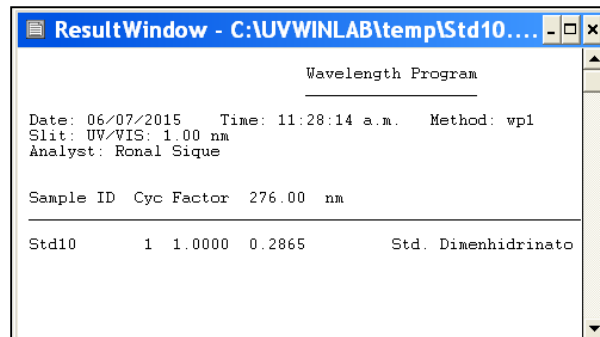 ResultWindow - C:\UVWINLAB\temp\Std10....
Wavelength Program
Date: 06/07/2015 Time: 11:28:14 a.m. Method: wp1
Slit: UV/VIS: 1.00 nm
Analyst: Ronal Sique
Sample ID Cyc Factor 276.00 nm
Std10 1 1.0000 0.2865 Std. Dimenhidrinato